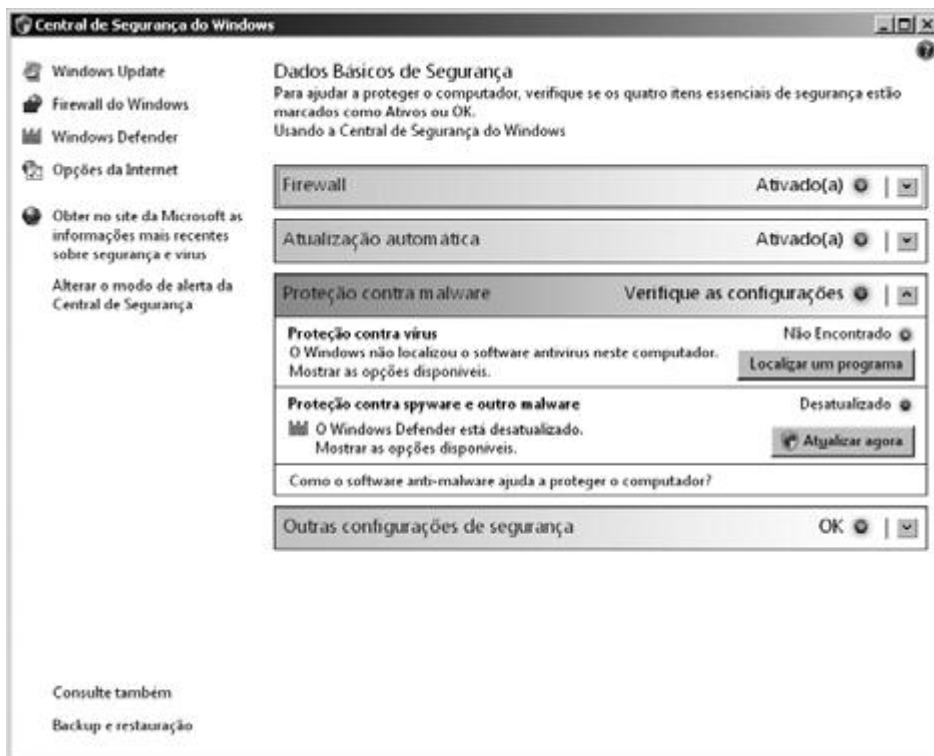 Central de Segurança do Windows
Windows Update
Firewall do Windows
Windows Defender
Opções da Internet
Obter no site da Microsoft as
informações mais recentes
sobre segurança e vírus
Alterar o modo de alerta da
Central de Segurança
Consulte também
Backup e restauração
Dados Básicos de Segurança
Para ajudar a proteger o computador, verifique se os quatro itens essenciais de segurança estão
marcados como Ativos ou OK.
Usando a Central de Segurança do Windows
Firewall Ativado(a)
Atualização automática Ativado(a)
Proteção contra malware Verifique as configurações
Proteção contra vírus Não Encontrado
O Windows não localizou o software antivírus neste computador.
Mostrar as opções disponíveis.
Localizar um programa
Proteção contra spyware e outro malware Desatualizado
O Windows Defender está desatualizado.
Mostrar as opções disponíveis.
Atualizar agora
Como o software anti-malware ajuda a proteger o computador?
Outras configurações de segurança OK